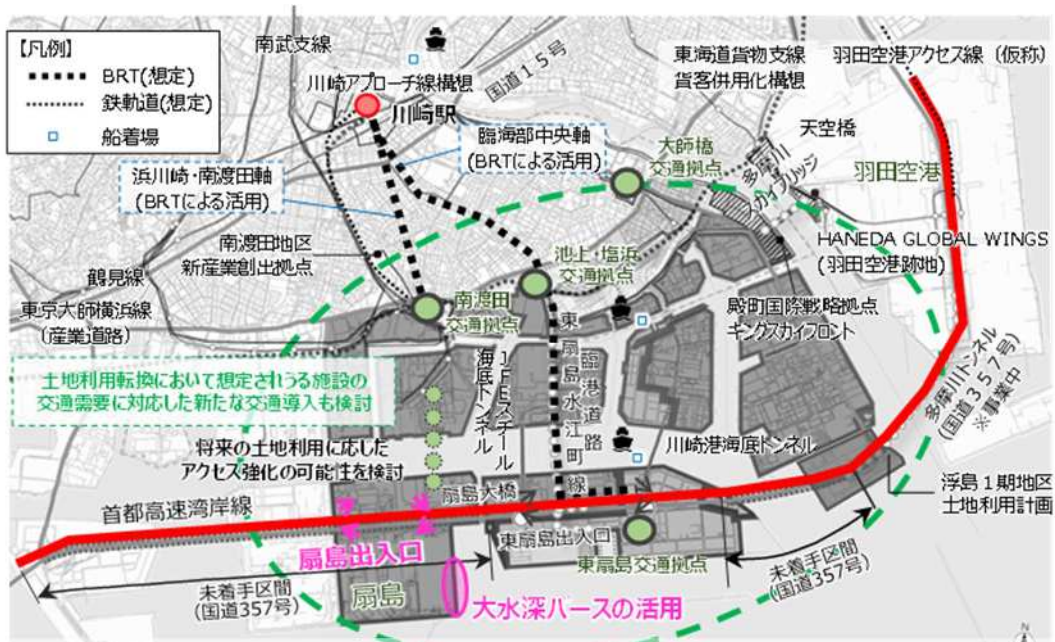 【凡例】
BRT(想定)
鉄軌道(想定)
船着場
南武支線
川崎アプローチ線構想
国道15号
川崎駅
東海道貨物支線
貨客併用化構想
羽田空港アクセス線(仮称)
天空橋
羽田空港
臨海部中央軸
(BRTによる活用)
大師橋
交通拠点
多摩川
スカイブリッジ
浜川崎・南渡田軸
(BRTによる活用)
HANEDA GLOBAL WINGS
(羽田空港跡地)
南渡田地区
新産業創出拠点
池上・塩浜
交通拠点
鶴見線
南渡田
交通拠点
殿町国際戦略拠点
キングスカイフロント
東京大師横浜線
(産業道路)
土地利用転換において想定されうる施設の
交通需要に対応した新たな交通導入も検討
JFEスチール
海底トンネル
臨港道路
東扇島水江町線
多摩川トンネル
(国道357号)
※事業中
将来の土地利用に応じた
アクセス強化の可能性を検討
川崎港海底トンネル
扇島大橋
首都高速湾岸線
浮島1期地区
土地利用計画
扇島出入口
東扇島出入口
東扇島交通拠点
未着手区間
(国道357号)
未着手区間
(国道357号)
扇島
大水深バースの活用
N